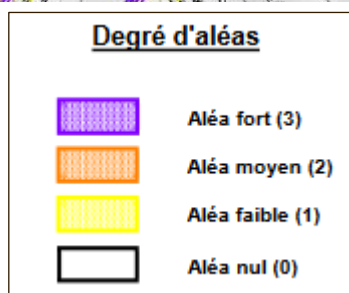 Degré d'aléas
Aléa fort (3)
Aléa moyen (2)
Aléa faible (1)
Aléa nul (0)